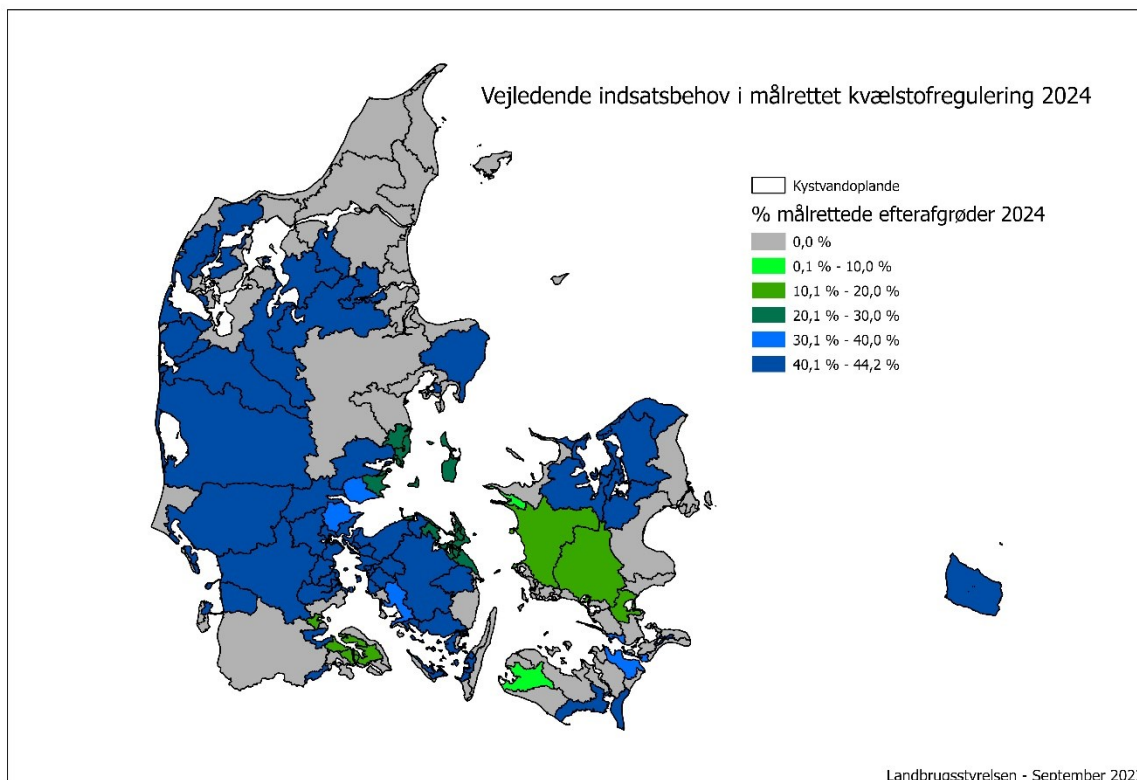 Vejledende indsatsbehov i målrettet kvælstofregulering 2024
Kystvandoplande
% målrettede efterafgrøder 2024
0,0 %
0,1 % - 10,0 %
10,1 % - 20,0 %
20,1 % - 30,0 %
30,1 % - 40,0 %
40,1 % - 44,2 %
Landbrugsstyrelsen - September 202